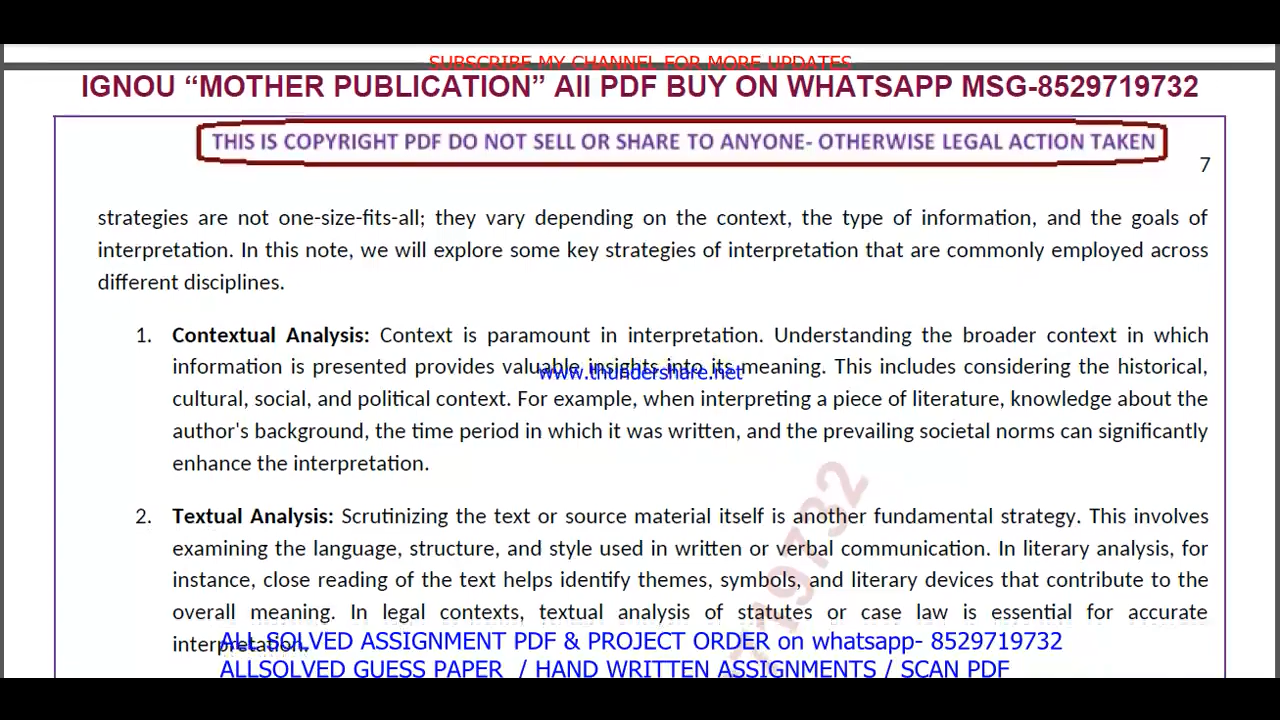 SUBSCRIBE MY CHANNEL FOR MORE UPDATES
IGNOU “MOTHER PUBLICATION” All PDF BUY ON WHATSAPP MSG-8529719732
THIS IS COPYRIGHT PDF DO NOT SELL OR SHARE TO ANYONE- OTHERWISE LEGAL ACTION TAKEN
7
strategies are not one-size-fits-all; they vary depending on the context, the type of information, and the goals of
interpretation. In this note, we will explore some key strategies of interpretation that are commonly employed across
different disciplines.
1. Contextual Analysis: Context is paramount in interpretation. Understanding the broader context in which
information is presented provides valuable insights into its meaning. This includes considering the historical,
www.thundershare.net
cultural, social, and political context. For example, when interpreting a piece of literature, knowledge about the
author's background, the time period in which it was written, and the prevailing societal norms can significantly
enhance the interpretation.
2. Textual Analysis: Scrutinizing the text or source material itself is another fundamental strategy. This involves
examining the language, structure, and style used in written or verbal communication. In literary analysis, for
instance, close reading of the text helps identify themes, symbols, and literary devices that contribute to the
overall meaning. In legal contexts, textual analysis of statutes or case law is essential for accurate
interpretation.
ALL SOLVED ASSIGNMENT PDF & PROJECT ORDER on whatsapp- 8529719732
ALLSOLVED GUESS PAPER / HAND WRITTEN ASSIGNMENTS / SCAN PDF
719732